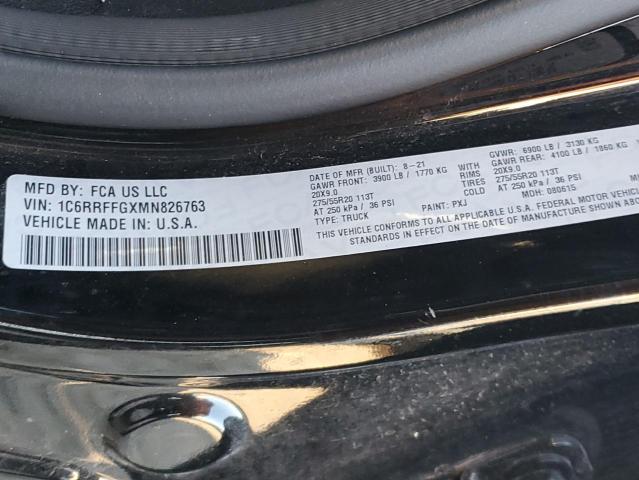 MFD BY: FCA US LLC
VIN: 1C6RRFFGXMN826763
VEHICLE MADE IN: U.S.A.
DATE OF MFR (BUILT): 8-21 GVWR: 6900 LB / 3130 KG
GAWR FRONT: 3900 LB / 1770 KG WITH GAWR REAR: 4100 LB / 1860 KG
20X9.0 RIMS 20X9.0
275/55R20 113T TIRES 275/55R20 113T
AT 250 kPa / 36 PSI COLD AT 250 kPa / 36 PSI
TYPE: TRUCK PAINT: PXJ MDH: 080615
THIS VEHICLE CONFORMS TO ALL APPLICABLE U.S.A. FEDERAL MOTOR VEHICLE
STANDARDS IN EFFECT ON THE DATE OF MANUFACTURE SHOWN ABOVE.